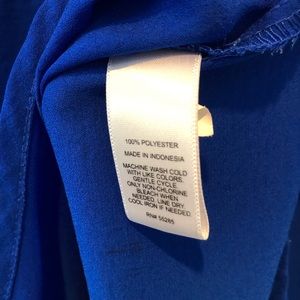 100% POLYESTER
MADE IN INDONESIA
MACHINE WASH COLD
WITH LIKE COLORS.
GENTLE CYCLE.
ONLY NON-CHLORINE
BLEACH WHEN
NEEDED. LINE DRY.
COOL IRON IF NEEDED.
RN# 55285